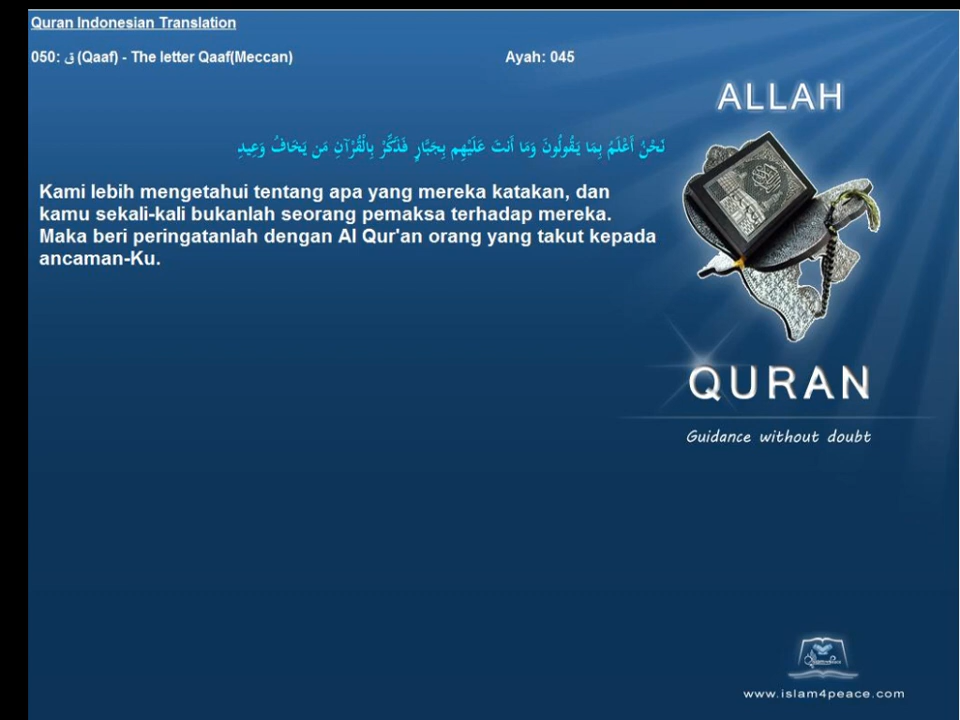 Quran Indonesian Translation
050: ق (Qaaf) - The letter Qaaf(Meccan) Ayah: 045
ALLAH
نَحْنُ أَعْلَمُ بِمَا يَقُولُونَ وَمَا أَنتَ عَلَيْهِم بِجَبَّارٍ فَذَكِّرْ بِالْقُرْآنِ مَن يَخَافُ وَعِيدِ
Kami lebih mengetahui tentang apa yang mereka katakan, dan
kamu sekali-kali bukanlah seorang pemaksa terhadap mereka.
Maka beri peringatanlah dengan Al Qur'an orang yang takut kepada
ancaman-Ku.
QURAN
Guidance without doubt
www.islam4peace.com